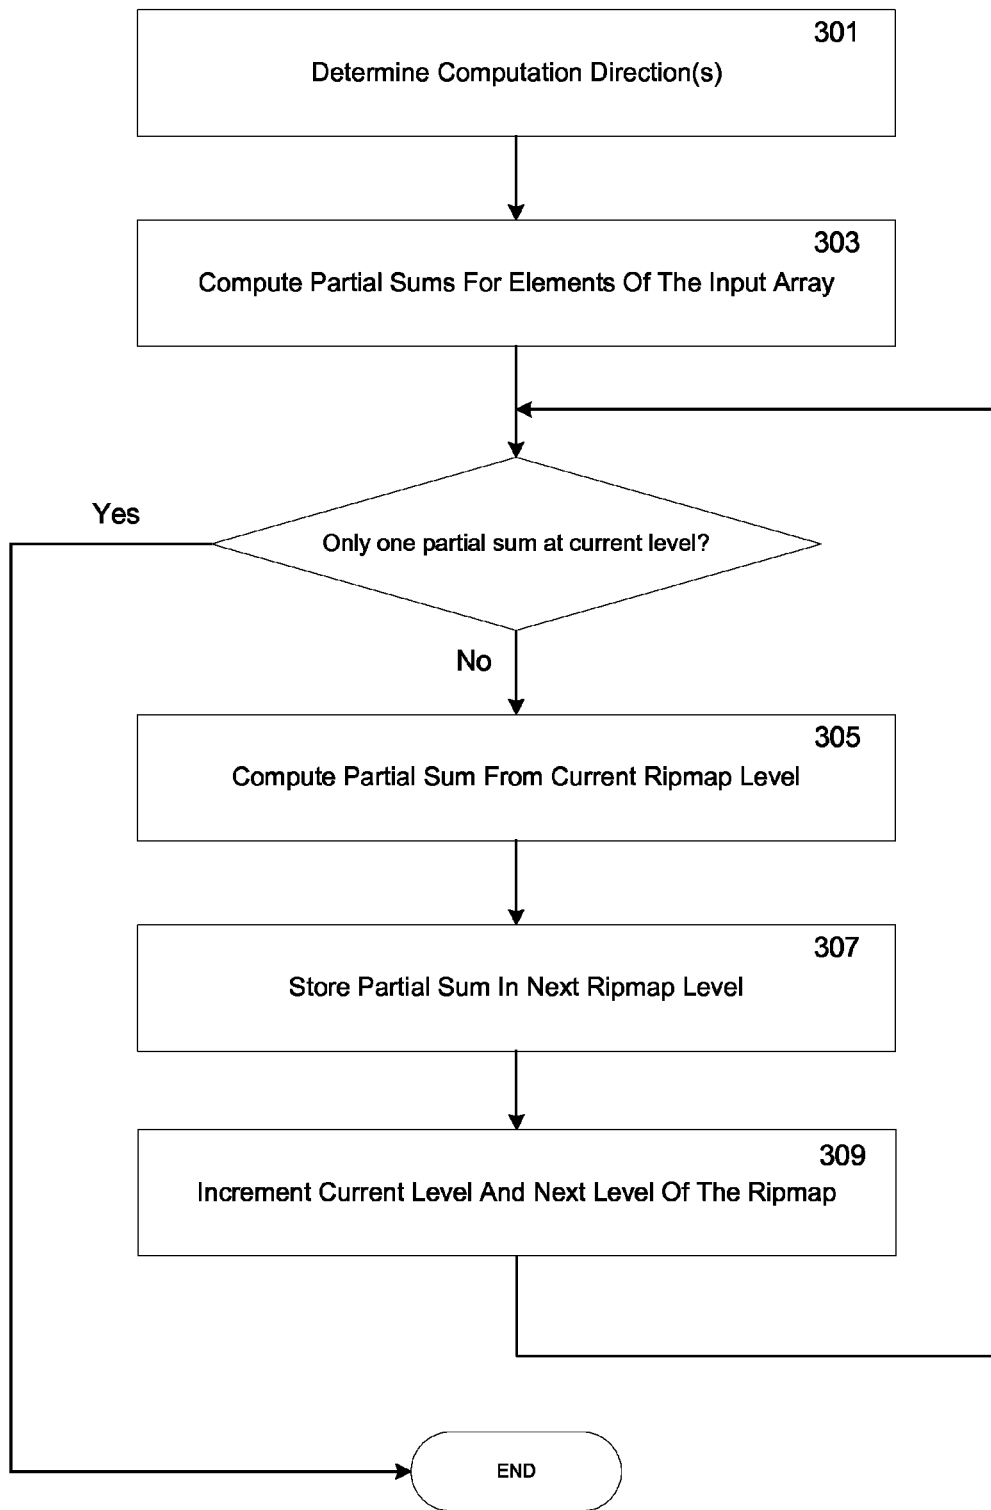 301
Determine Computation Direction(s)
303
Compute Partial Sums For Elements Of The Input Array
Yes
Only one partial sum at current level?
No
305
Compute Partial Sum From Current Ripmap Level
307
Store Partial Sum In Next Ripmap Level
309
Increment Current Level And Next Level Of The Ripmap
END